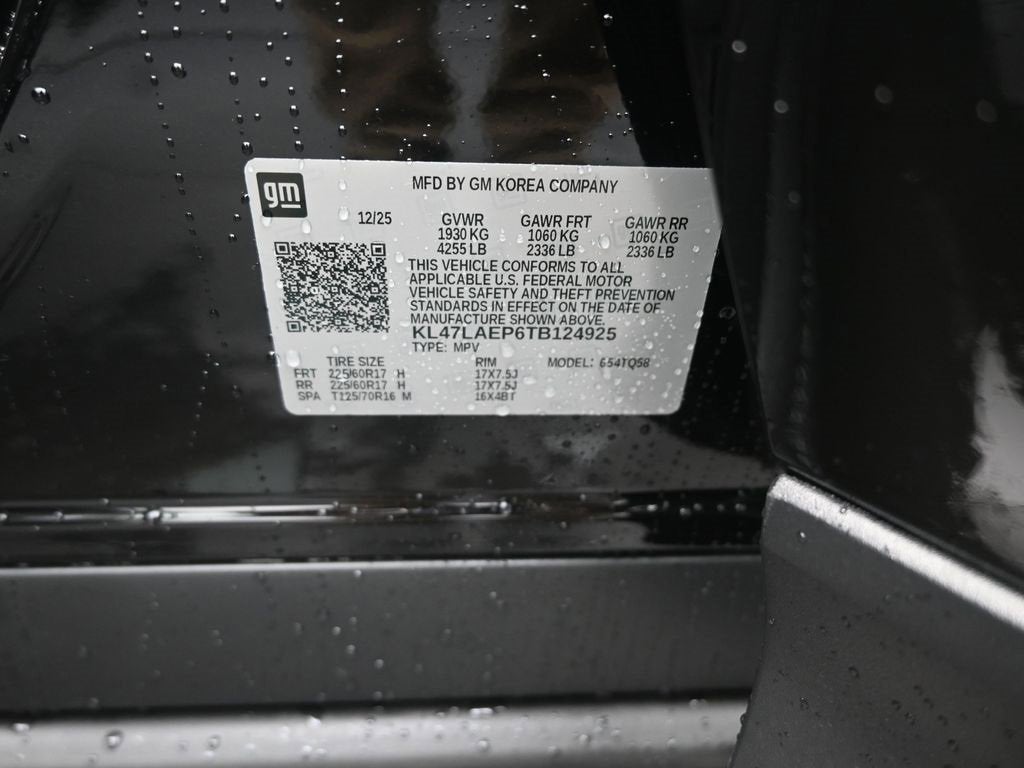 gm
MFD BY GM KOREA COMPANY
12/25 GVWR GAWR FRT GAWR RR
1930 KG 1060 KG 1060 KG
4255 LB 2336 LB 2336 LB
THIS VEHICLE CONFORMS TO ALL
APPLICABLE U.S. FEDERAL MOTOR
VEHICLE SAFETY AND THEFT PREVENTION
STANDARDS IN EFFECT ON THE DATE OF
MANUFACTURE SHOWN ABOVE.
KL47LAEP6TB124925
TYPE: MPV
TIRE SIZE RIM MODEL: 654TQ58
FRT 225/60R17 H 17X7.5J
RR 225/60R17 H 17X7.5J
SPA T125/70R16 M 16X4BT